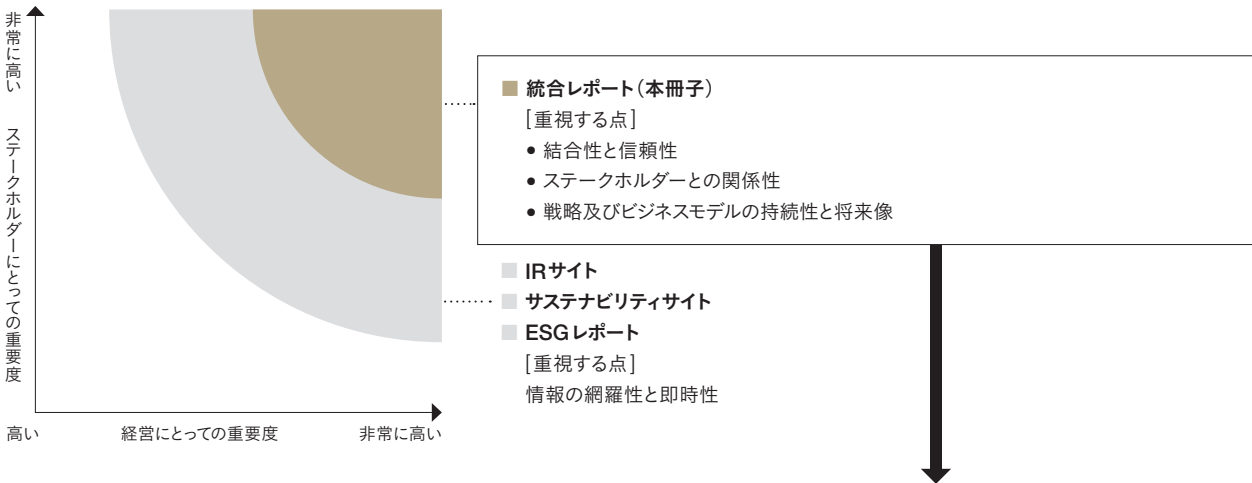 非常に高い ステークホルダーにとっての重要度
高い 経営にとっての重要度 非常に高い
統合レポート（本冊子）
［重視する点］
● 結合性と信頼性
● ステークホルダーとの関係性
● 戦略及びビジネスモデルの持続性と将来像
IRサイト
サステナビリティサイト
ESGレポート
［重視する点］
情報の網羅性と即時性